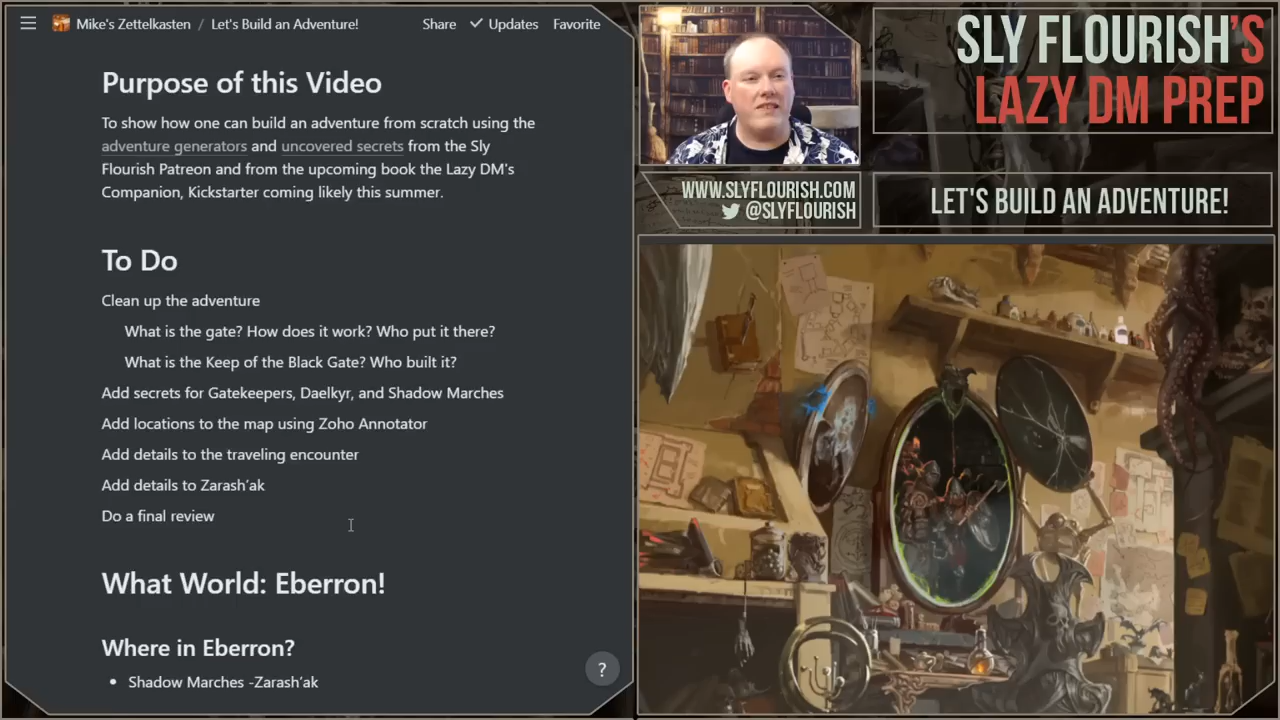 Mike's Zettelkasten / Let's Build an Adventure! Share Updates Favorite
Purpose of this Video
To show how one can build an adventure from scratch using the
adventure generators and uncovered secrets from the Sly
Flourish Patreon and from the upcoming book the Lazy DM's
Companion, Kickstarter coming likely this summer.
To Do
Clean up the adventure
What is the gate? How does it work? Who put it there?
What is the Keep of the Black Gate? Who built it?
Add secrets for Gatekeepers, Daelkyr, and Shadow Marches
Add locations to the map using Zoho Annotator
Add details to the traveling encounter
Add details to Zarash'ak
Do a final review
What World: Eberron!
Where in Eberron?
• Shadow Marches -Zarash'ak
?
SLY FLOURISH'S
LAZY DM PREP
WWW.SLYFLOURISH.COM
@SLYFLOURISH
LET'S BUILD AN ADVENTURE!